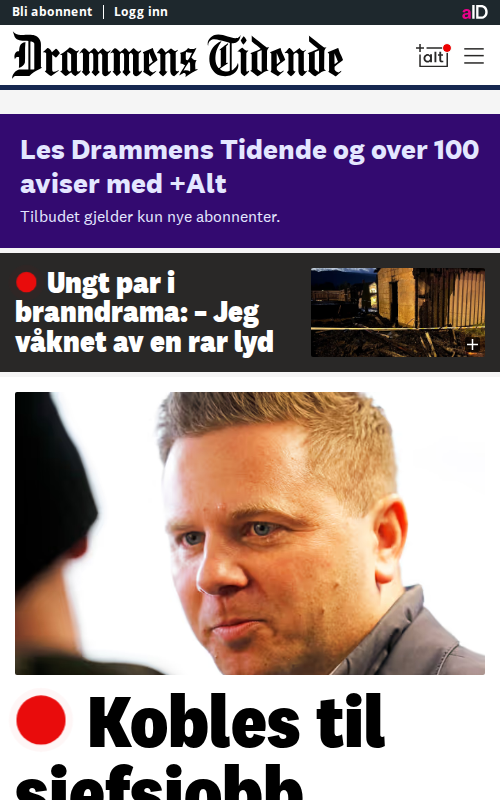 Bli abonnent | Logg inn
aID
Drammens Tidende
+alt
Les Drammens Tidende og over 100
aviser med +Alt
Tilbudet gjelder kun nye abonnenter.
Ungt par i
branndrama: – Jeg
våknet av en rar lyd
Kobles til
sjefsjobb